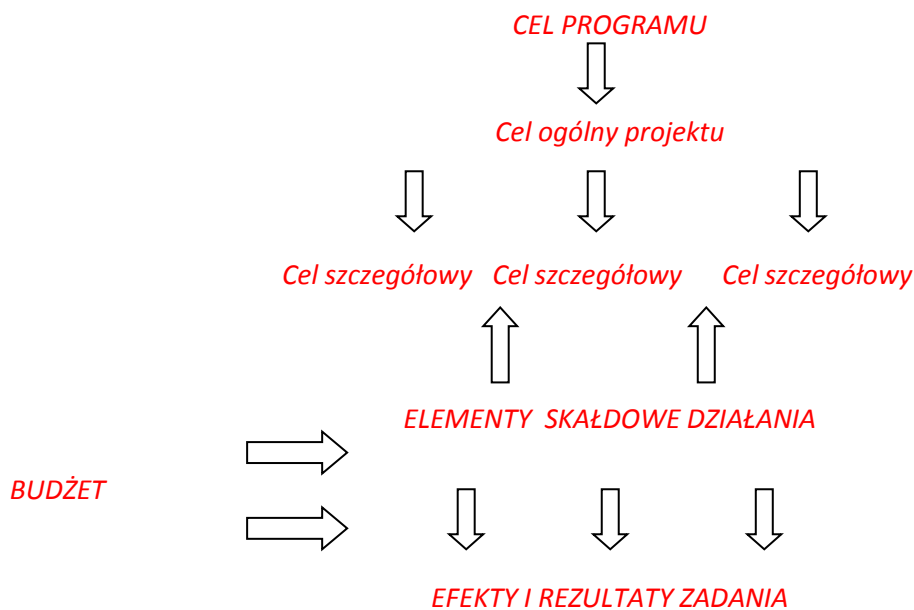 CEL PROGRAMU
Cel ogólny projektu
Cel szczegółowy Cel szczegółowy Cel szczegółowy
ELEMENTY SKAŁDOWE DZIAŁANIA
BUDŻET
EFEKTY I REZULTATY ZADANIA